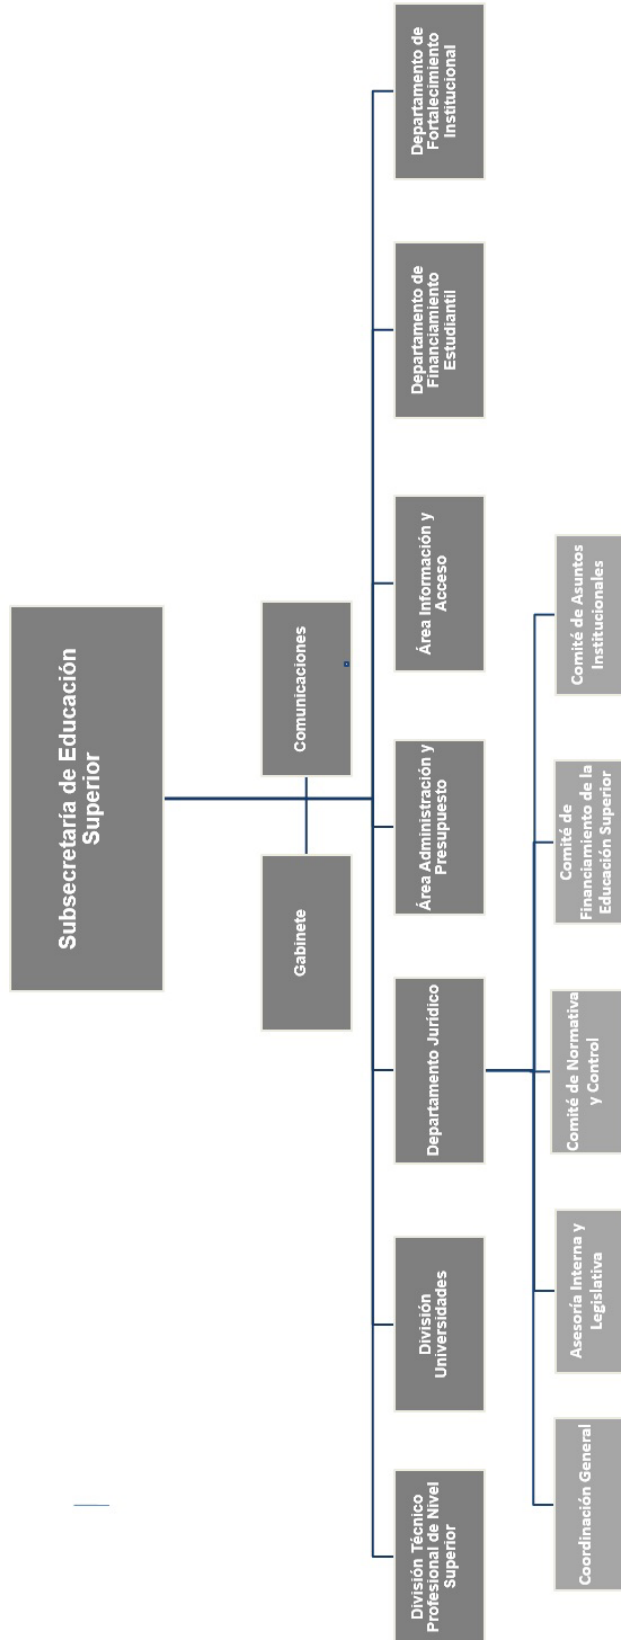 Subsecretaría de Educación
Superior
Gabinete
Comunicaciones
División Técnico
Profesional de Nivel
Superior
División
Universidades
Departamento Jurídico
Área Administración y
Presupuesto
Área Información y
Acceso
Departamento de
Financiamiento
Estudiantil
Departamento de
Fortalecimiento
Institucional
Coordinación General
Asesoría Interna y
Legislativa
Comité de Normativa
y Control
Comité de
Financiamiento de la
Educación Superior
Comité de Asuntos
Institucionales